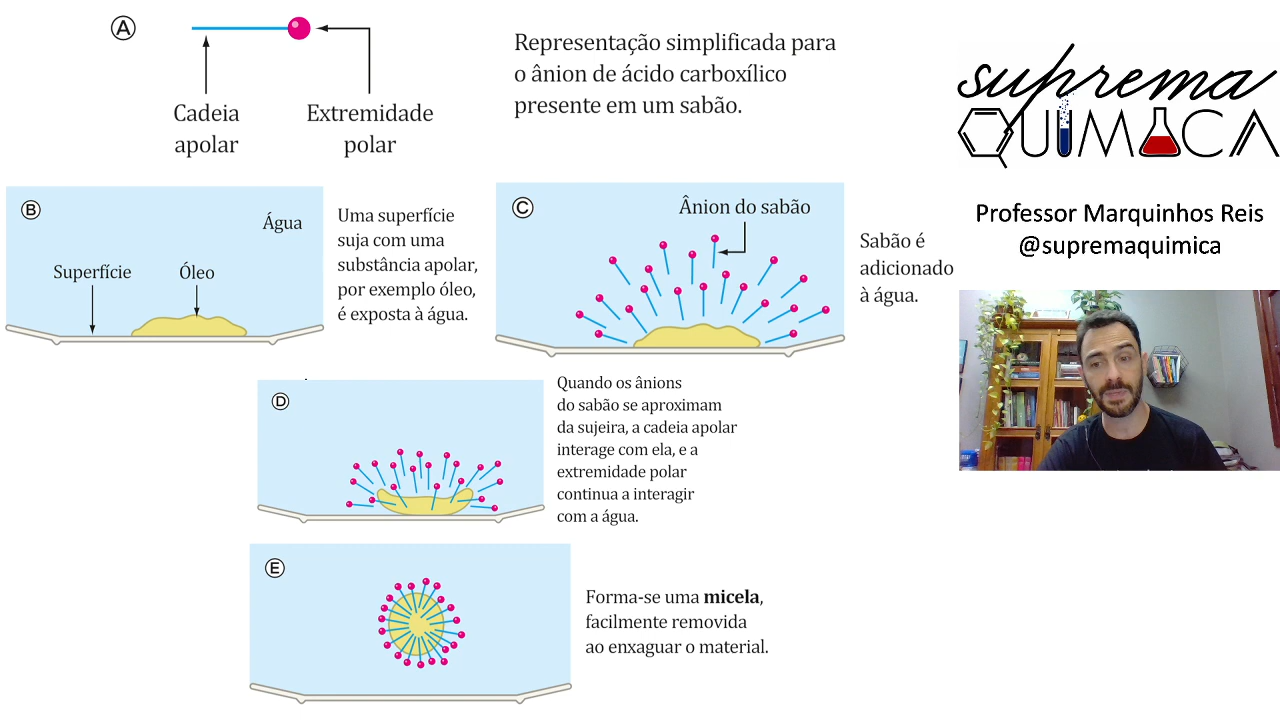 A
Cadeia
apolar
Extremidade
polar
Representação simplificada para
o ânion de ácido carboxílico
presente em um sabão.
suprema
QUÍMICA
Professor Marquinhos Reis
@supremaquimica
B
Água
Superfície
Óleo
Uma superfície
suja com uma
substância apolar,
por exemplo óleo,
é exposta à água.
C
Ânion do sabão
Sabão é
adicionado
à água.
D
Quando os ânions
do sabão se aproximam
da sujeira, a cadeia apolar
interage com ela, e a
extremidade polar
continua a interagir
com a água.
E
Forma-se uma micela,
facilmente removida
ao enxaguar o material.